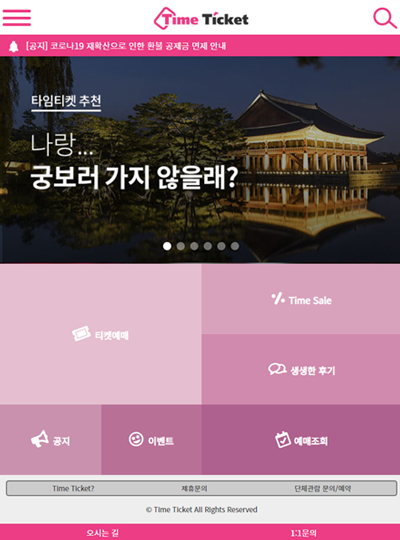 Time Ticket
[공지] 코로나19 재확산으로 인한 환불 공제금 면제 안내
타임티켓 추천
나랑...
궁보러 가지 않을래?
티켓예매
Time Sale
생생한 후기
공지
이벤트
예매조회
Time Ticket?
제휴문의
단체관람 문의/예약
© Time Ticket All Rights Reserved
오시는 길
1:1문의